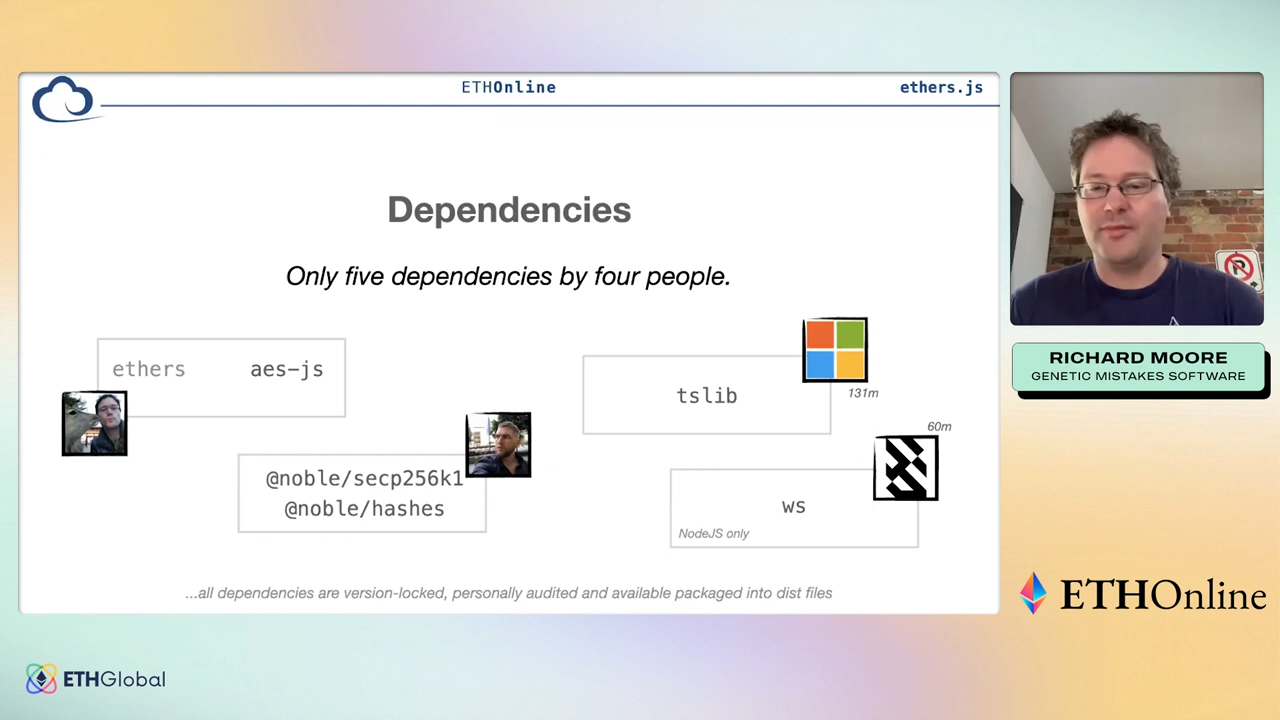 ETHOnline
ethers.js
Dependencies
Only five dependencies by four people.
ethers aes-js
@noble/secp256k1
@noble/hashes
tslib
131m
60m
ws
NodeJS only
...all dependencies are version-locked, personally audited and available packaged into dist files
P
RICHARD MOORE
GENETIC MISTAKES SOFTWARE
ETHOnline
ETHGlobal